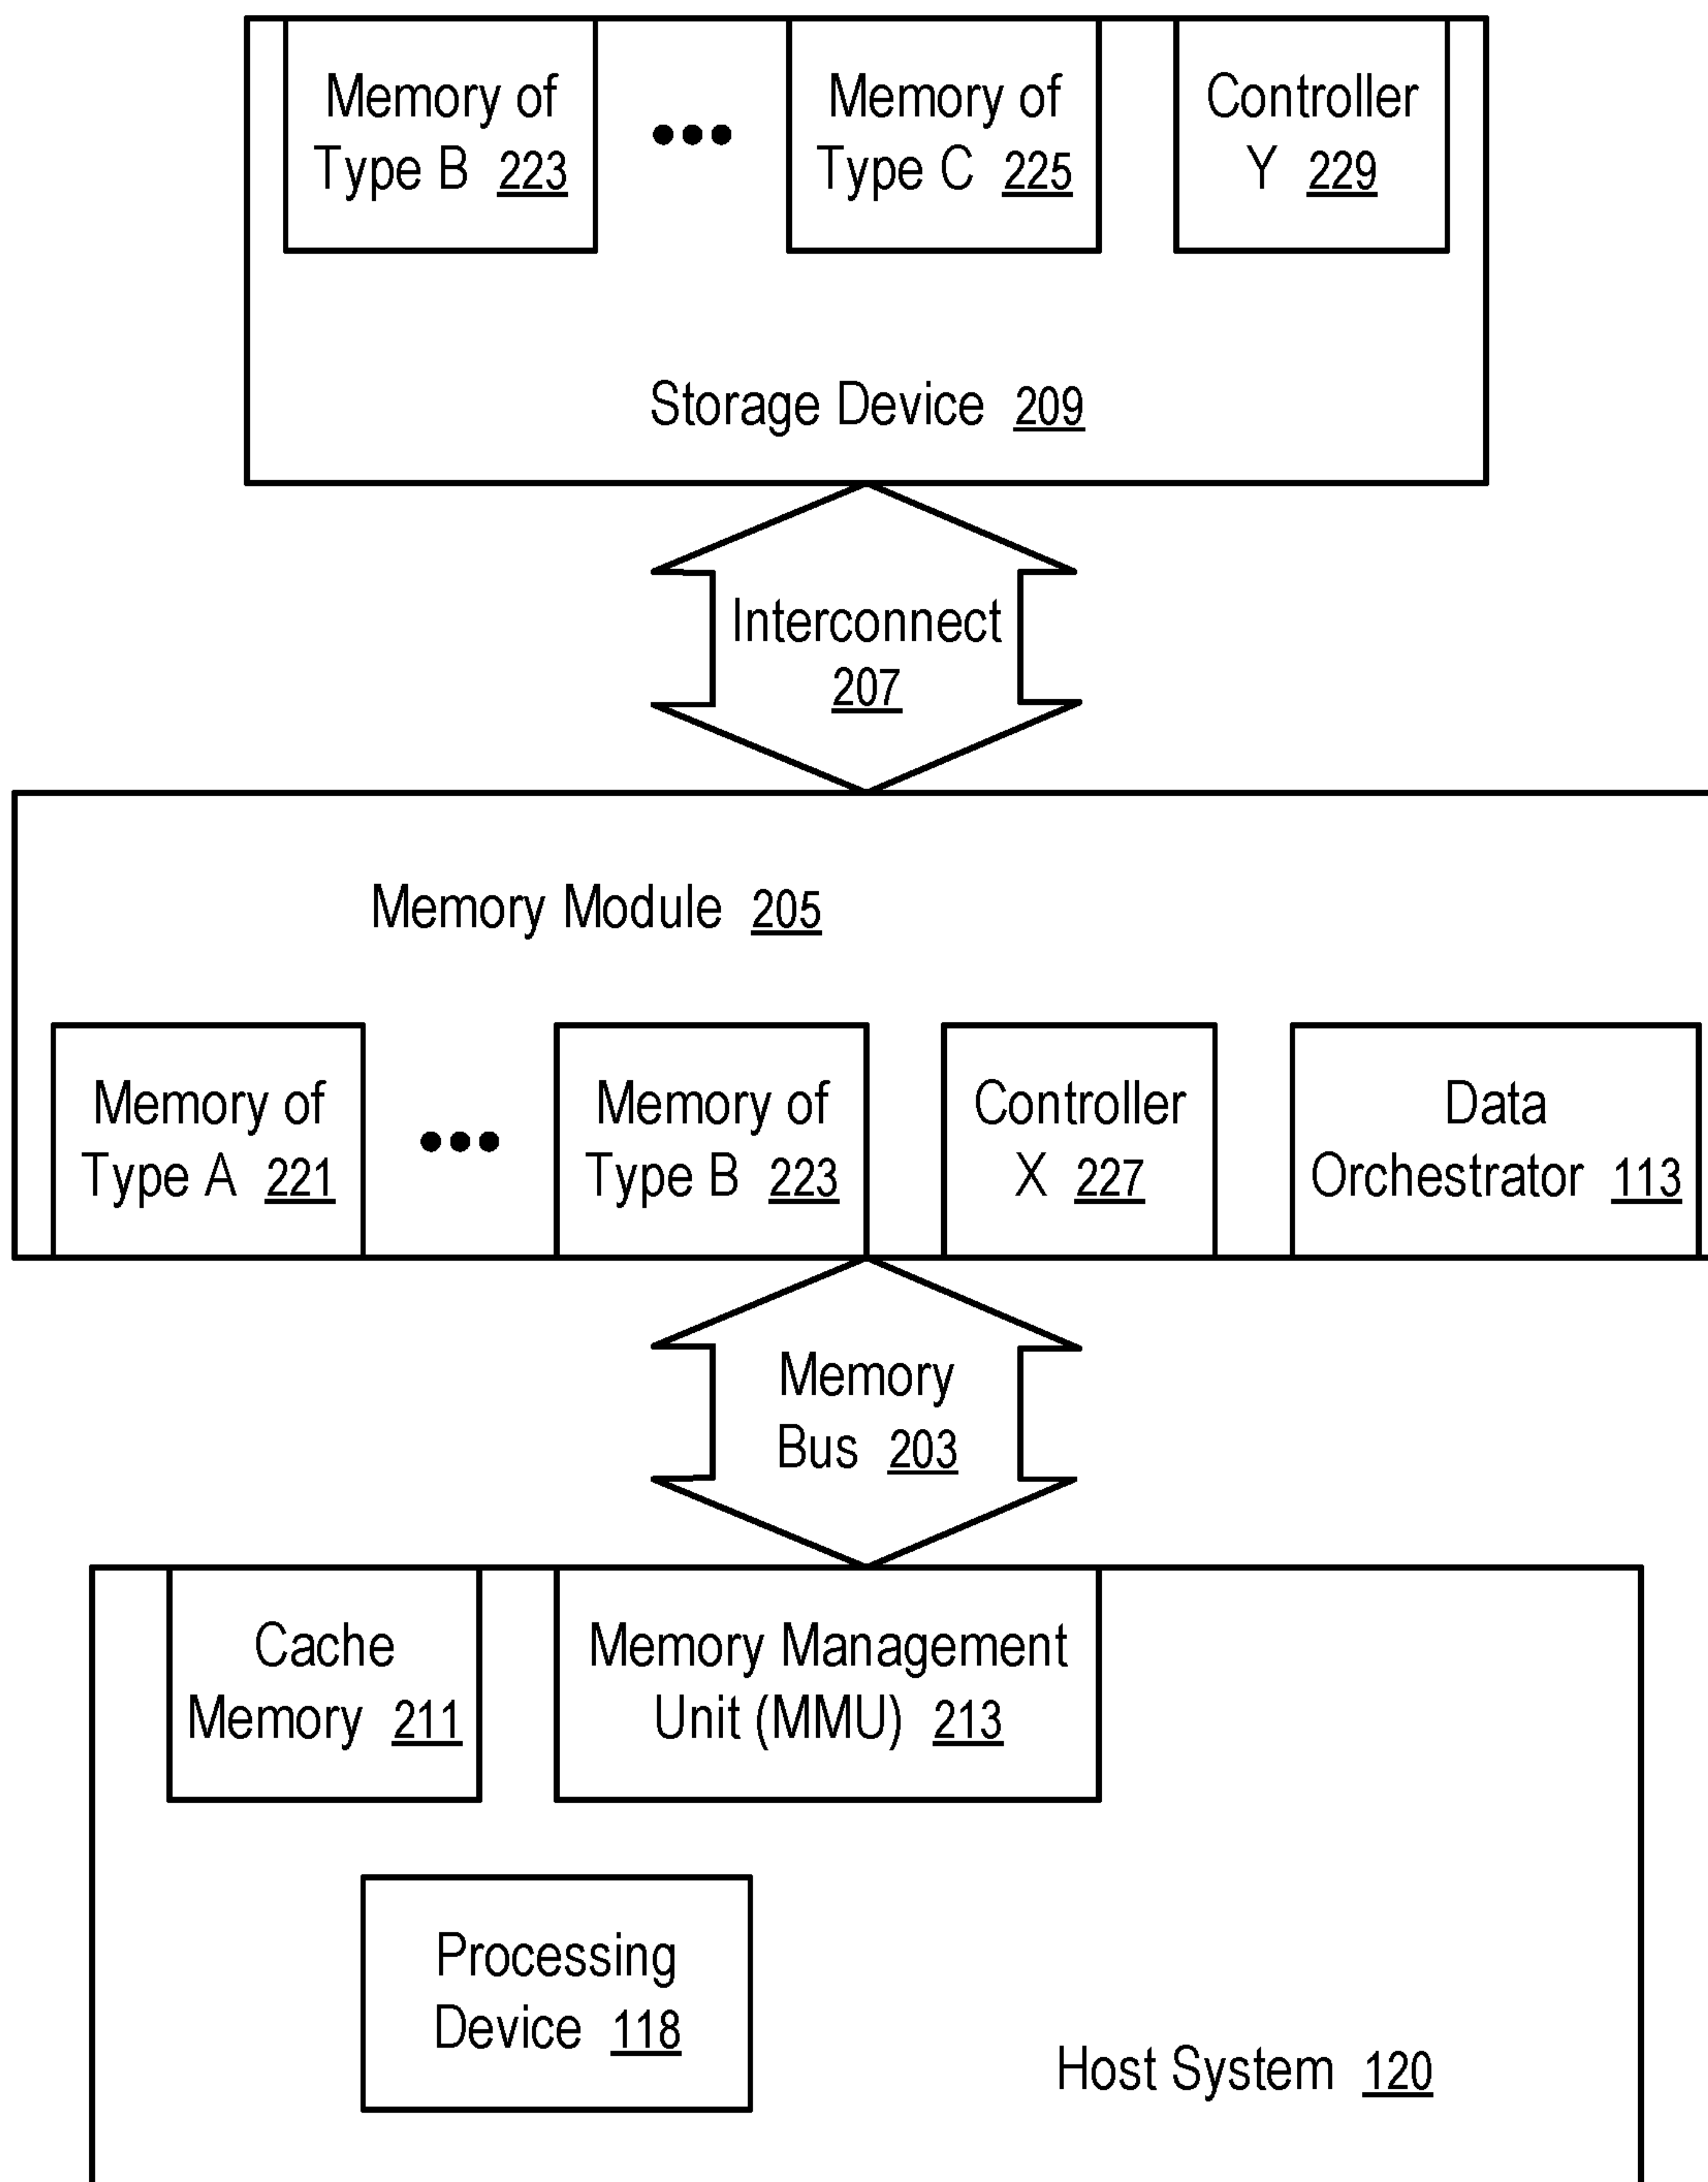 Memory of
Type B 223
•••
Memory of
Type C 225
Controller
Y 229
Storage Device 209
Interconnect
207
Memory Module 205
Memory of
Type A 221
•••
Memory of
Type B 223
Controller
X 227
Data
Orchestrator 113
Memory
Bus 203
Cache
Memory 211
Memory Management
Unit (MMU) 213
Processing
Device 118
Host System 120